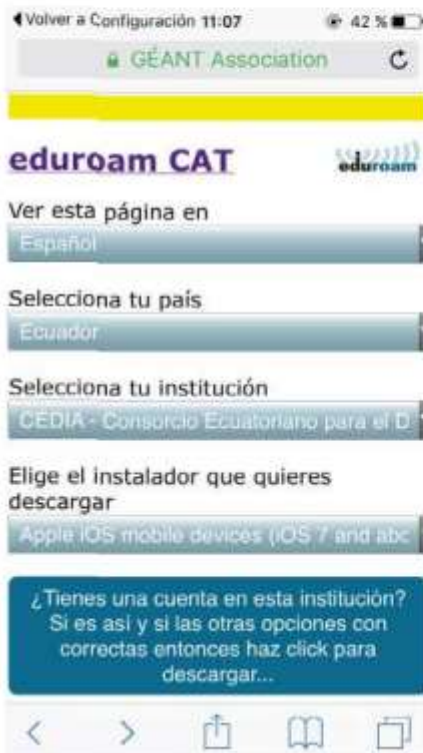 Volver a Configuración 11:07 42 %
GÉANT Association
eduroam CAT eduroam
Ver esta página en
Español
Selecciona tu país
Ecuador
Selecciona tu institución
CEDIA - Consorcio Ecuatoriano para el D
Elige el instalador que quieres
descargar
Apple iOS mobile devices (iOS 7 and abc
¿Tienes una cuenta en esta institución?
Si es así y si las otras opciones con
correctas entonces haz click para
descargar...